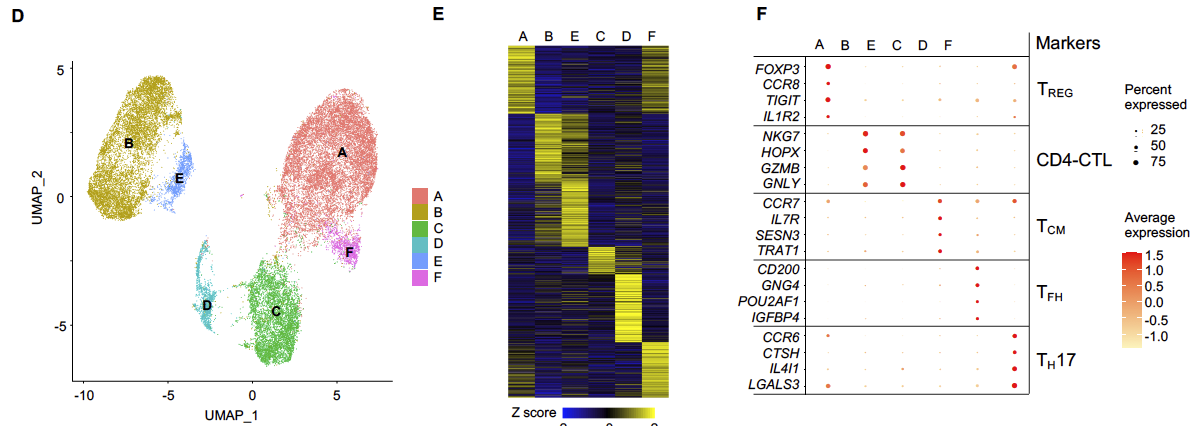 D
5
0
-5
UMAP_2
-10
-5
0
5
UMAP_1
B
E
A
F
D
C
A
B
C
D
E
F
E
A B E C D F
Z score
F
A B E C D F
Markers
FOXP3
CCR8
TIGIT
IL1R2
TREG
NKG7
HOPX
GZMB
GNLY
CD4-CTL
CCR7
IL7R
SESN3
TRAT1
TCM
CD200
GNG4
POU2AF1
IGFBP4
TFH
CCR6
CTSH
IL4I1
LGALS3
TH17
Percent
expressed
25
50
75
Average
expression
1.5
1.0
0.5
0.0
-0.5
-1.0